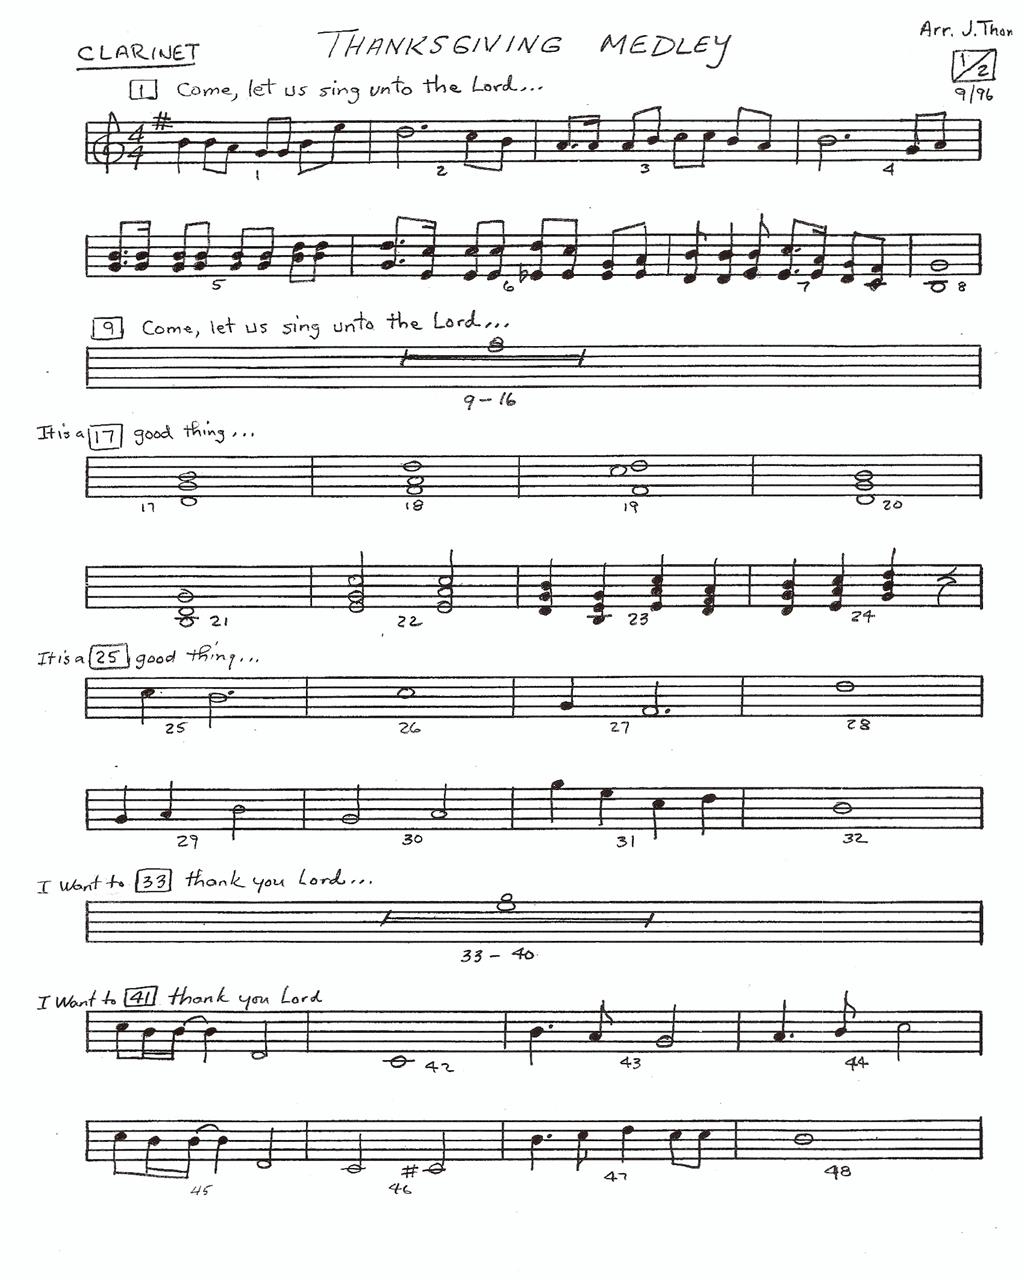 CLARINET
THANKSGIVING MEDLEY
Arr. J. Thom
1/2
9/96
1 Come, let us sing unto the Lord...
4
4
1 2 3 4
5 6 7 8
9 Come, let us sing unto the Lord...
8
9-16
It is a 17 good thing...
17 18 19 20
21 22 23 24
It is a 25 good thing...
25 26 27 28
29 30 31 32
I want to 33 thank you Lord...
8
33-40
I want to 41 thank you Lord
42 43 44
45 46 47 48